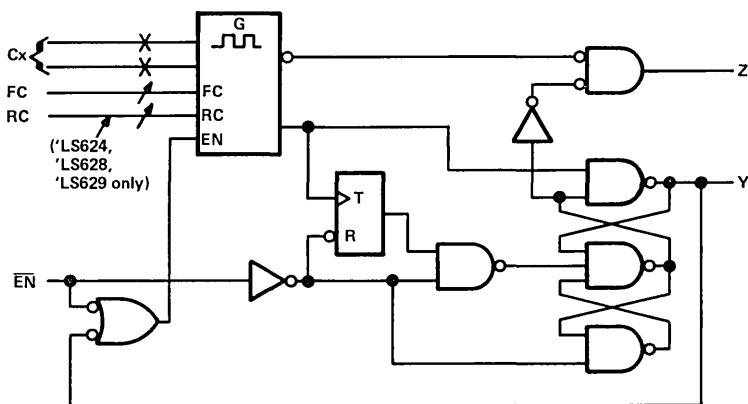 G
Cx
Z
FC
FC
RC
RC
('LS624,
'LS628,
'LS629 only)
EN
T
Y
R
EN